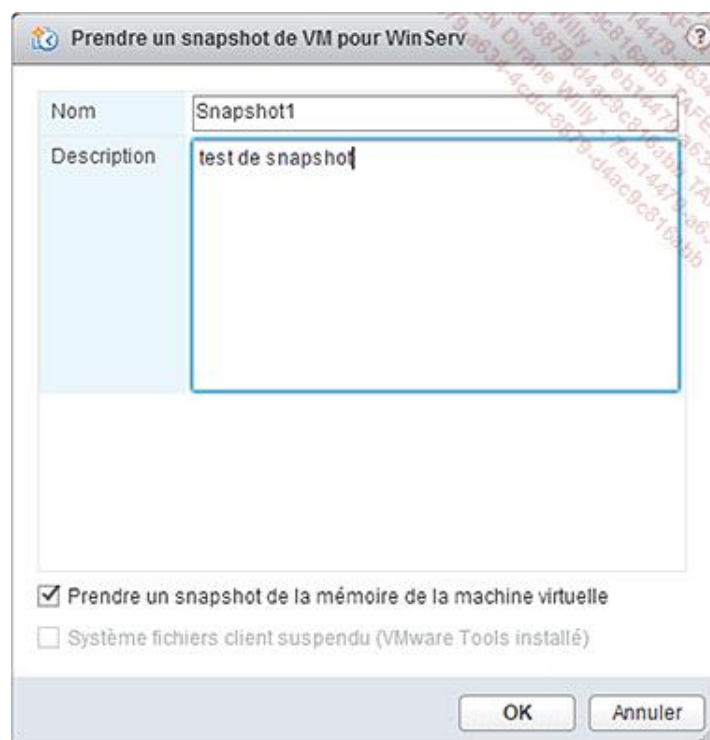 Prendre un snapshot de VM pour WinServ
?
Nom
Snapshot1
Description
test de snapshot
Prendre un snapshot de la mémoire de la machine virtuelle
Système fichiers client suspendu (VMware Tools installé)
OK
Annuler